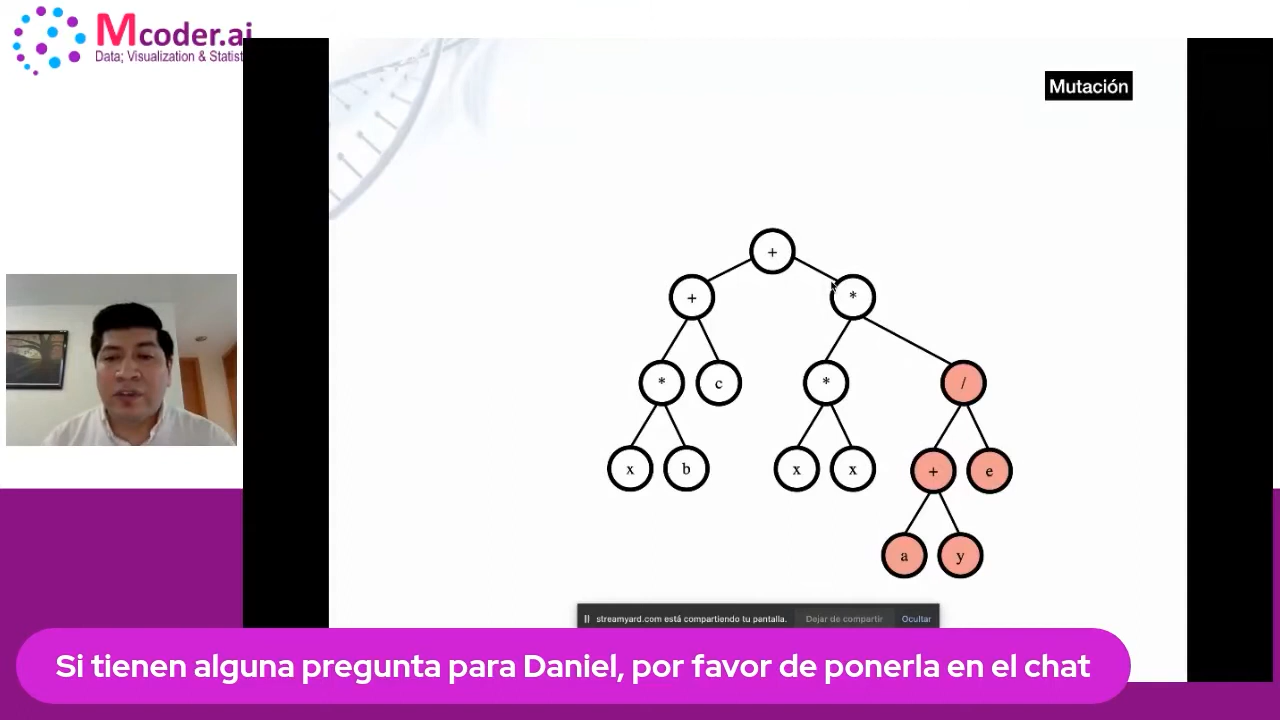 Mcoder.ai
Data; Visualization & Statist
Mutación
+
+ *
* c * /
x b x x + e
a y
streamyard.com está compartiendo tu pantalla. Dejar de compartir Ocultar
Si tienen alguna pregunta para Daniel, por favor de ponerla en el chat